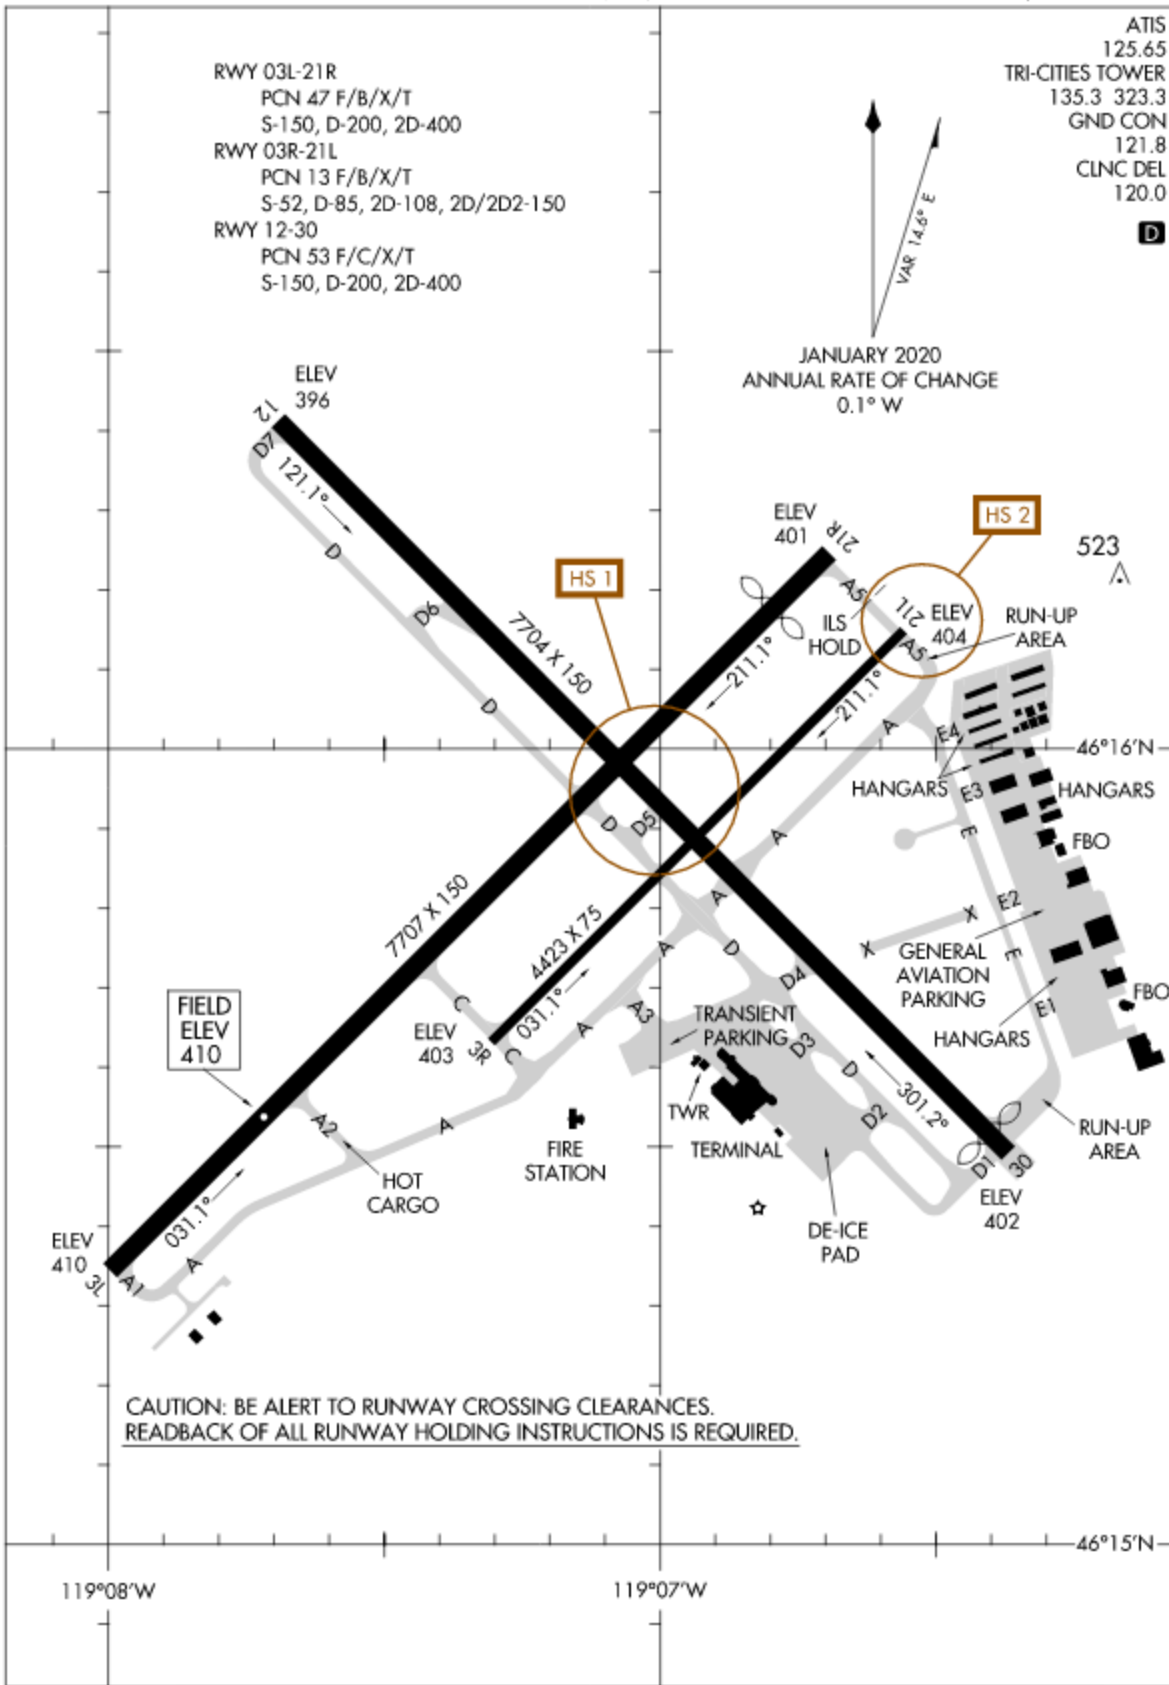 ATIS
125.65
TRI-CITIES TOWER
135.3 323.3
GND CON
121.8
CLNC DEL
120.0
D
RWY 03L-21R
PCN 47 F/B/X/T
S-150, D-200, 2D-400
RWY 03R-21L
PCN 13 F/B/X/T
S-52, D-85, 2D-108, 2D/2D2-150
RWY 12-30
PCN 53 F/C/X/T
S-150, D-200, 2D-400
VAR 14.6° E
JANUARY 2020
ANNUAL RATE OF CHANGE
0.1° W
ELEV
396
12
D7
121.1°
D
D6
7704 X 150
D
HS 1
ELEV
401
21R
HS 2
523
A5
ILS
HOLD
21L
ELEV
404
A5
RUN-UP
AREA
211.1°
211.1°
A
E4
46°16'N
HANGARS
E3
HANGARS
E
FBO
D
D5
A
7707 X 150
A
X
E2
X
4423 X 75
A
D
E
GENERAL
AVIATION
PARKING
D4
C
031.1°
FIELD
ELEV
410
ELEV
403
3R
C
A
A3
TRANSIENT
PARKING
D3
E1
FBO
HANGARS
D
301.2°
TWR
D2
A2
A
FIRE
STATION
TERMINAL
RUN-UP
AREA
D1
30
HOT
CARGO
ELEV
402
031.1°
DE-ICE
PAD
ELEV
410
3L
A1
A
CAUTION: BE ALERT TO RUNWAY CROSSING CLEARANCES.
READBACK OF ALL RUNWAY HOLDING INSTRUCTIONS IS REQUIRED.
46°15'N
119°08'W
119°07'W